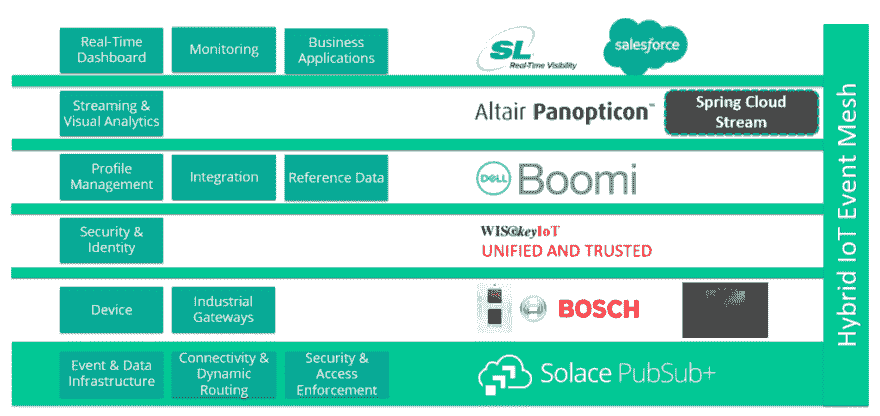 Real-Time
Dashboard
Monitoring
Business
Applications
SL
Real-Time Visibility
salesforce
Streaming &
Visual Analytics
Altair Panopticon™
Spring Cloud
Stream
Profile
Management
Integration
Reference Data
DELL
Boomi
Security &
Identity
WISekeyIoT
UNIFIED AND TRUSTED
Device
Industrial
Gateways
BOSCH
Event & Data
Infrastructure
Connectivity &
Dynamic
Routing
Security &
Access
Enforcement
Solace PubSub+
Hybrid IoT Event Mesh